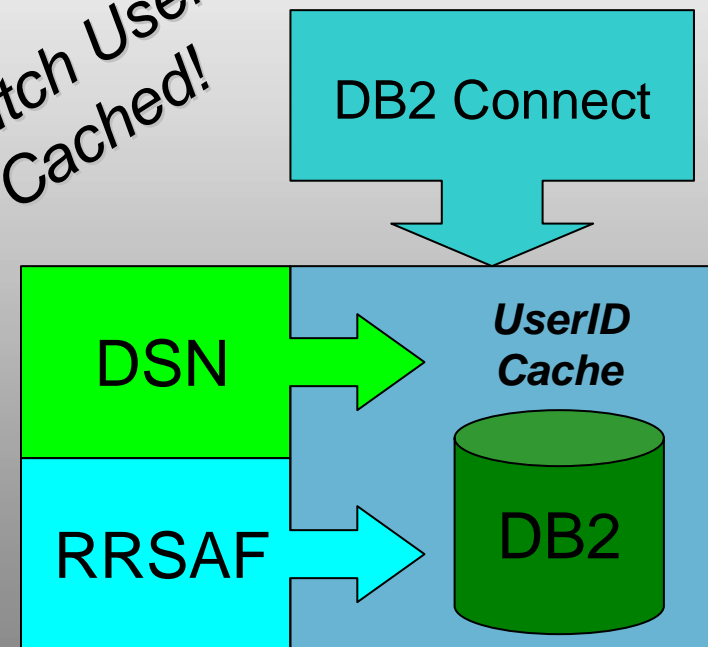 Cached!
DB2 Connect
DSN
UserID
Cache
RRSAF
DB2